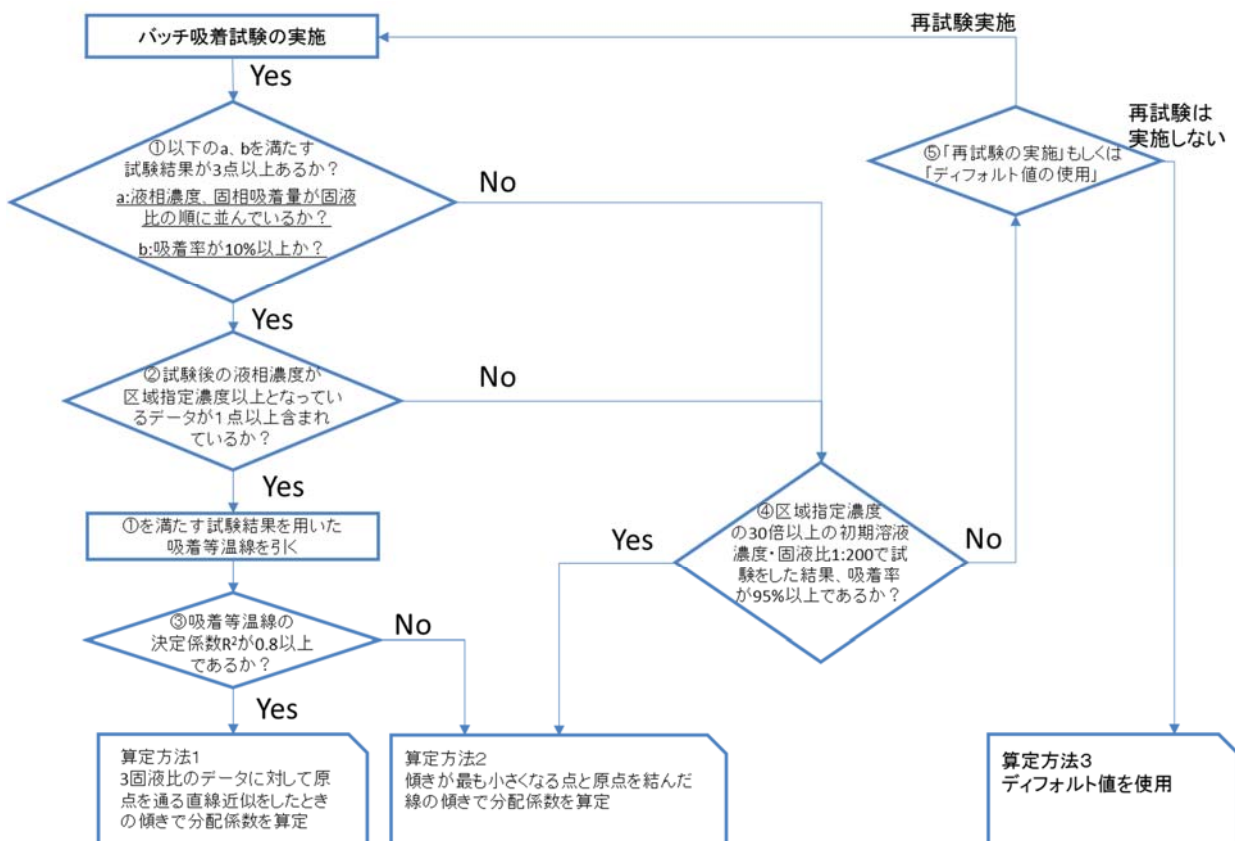 バッチ吸着試験の実施
再試験実施
Yes
①以下のa、bを満たす
試験結果が3点以上あるか？
a:液相濃度、固相吸着量が固液
比の順に並んでいるか？
b:吸着率が10%以上か？
No
⑤「再試験の実施」もしくは
「ディフォルト値の使用」
再試験は
実施しない
Yes
②試験後の液相濃度が
区域指定濃度以上となってい
るデータが１点以上含まれ
ているか？
No
Yes
①を満たす試験結果を用いた
吸着等温線を引く
④区域指定濃度
の30倍以上の初期溶液
濃度・固液比1:200で試
験をした結果、吸着率
が95%以上であるか？
Yes
No
③吸着等温線の
決定係数R²が0.8以上
であるか？
No
Yes
算定方法1
3固液比のデータに対して原
点を通る直線近似をしたとき
の傾きで分配係数を算定
算定方法2
傾きが最も小さくなる点と原点を結んだ
線の傾きで分配係数を算定
算定方法3
ディフォルト値を使用